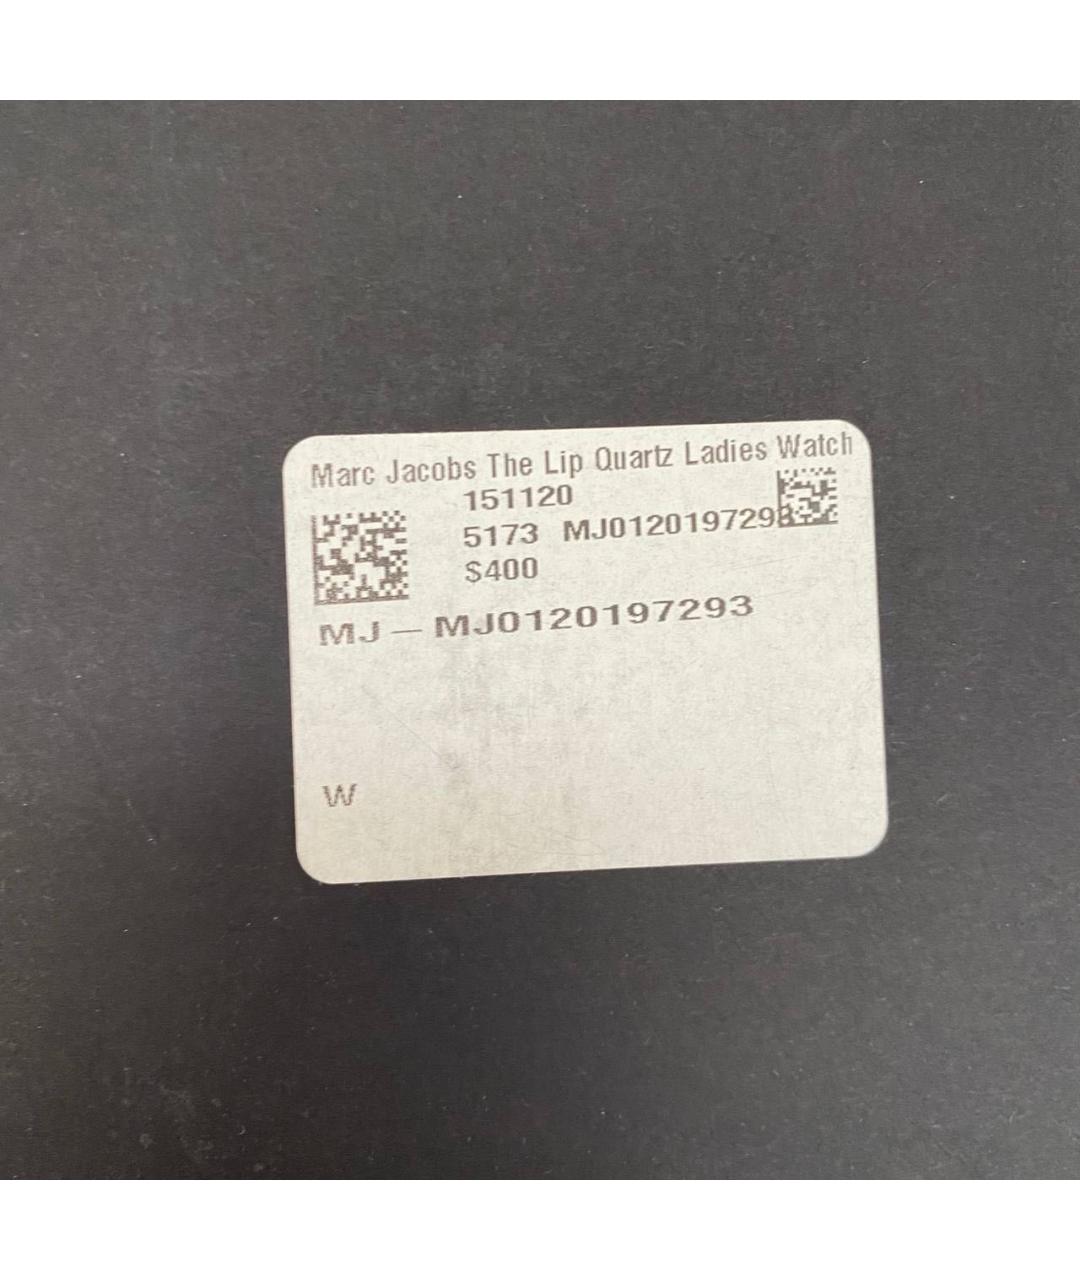 Marc Jacobs The Lip Quartz Ladies Watch
151120
5173 MJ0120197293
$400
MJ — MJ0120197293
W